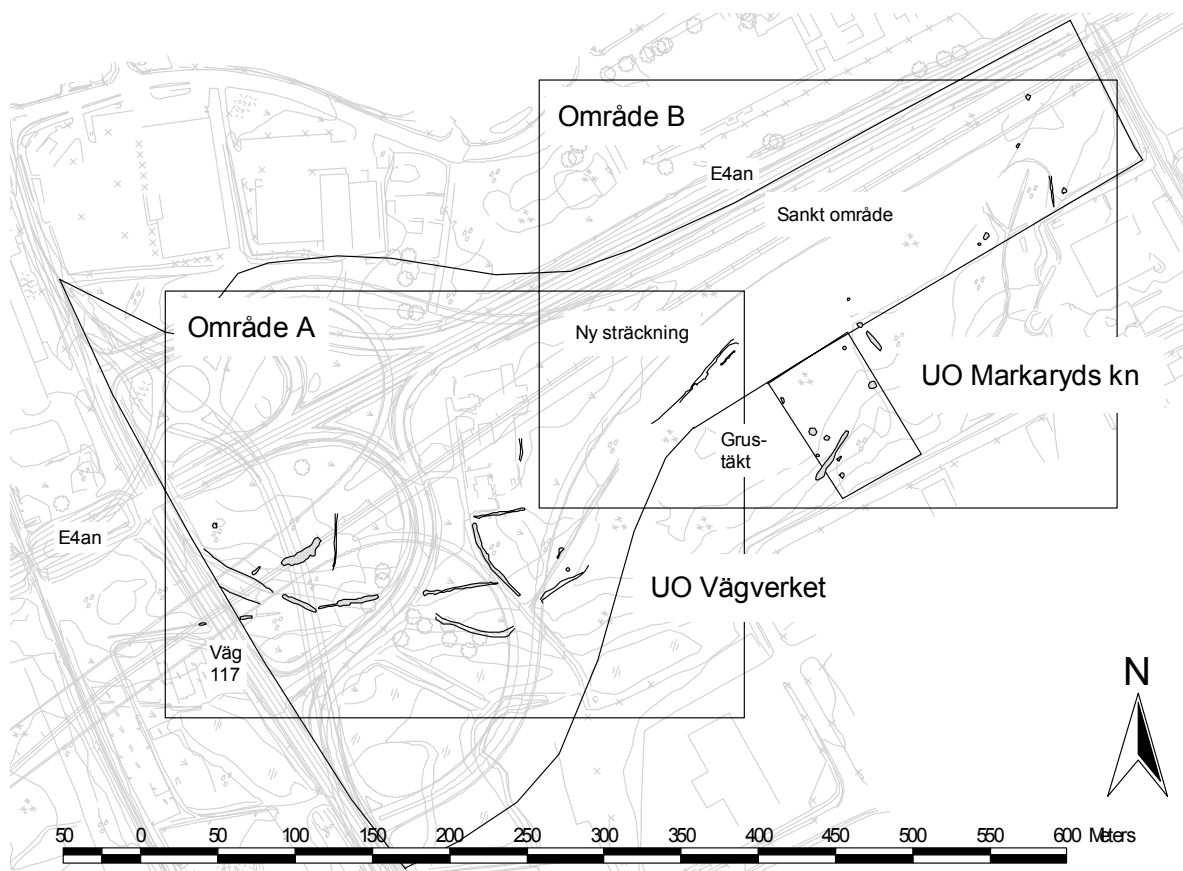 Område B
E4an
Sankt område
Område A
Ny sträckning
UO Markaryds kn
Grus-
täkt
E4an
UO Vägverket
Väg
117
N
50 0 50 100 150 200 250 300 350 400 450 500 550 600 Meters